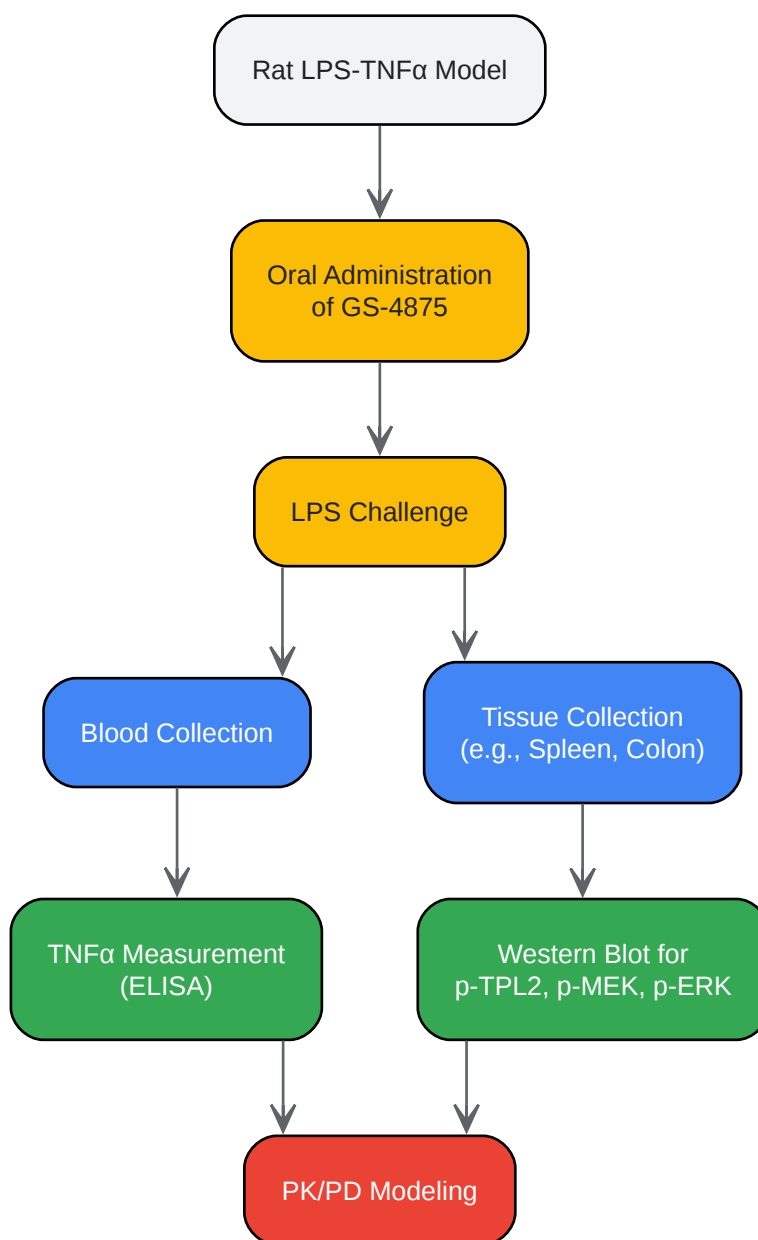 Rat LPS-TNFα Model
Oral Administration
of GS-4875
LPS Challenge
Blood Collection
Tissue Collection
(e.g., Spleen, Colon)
TNFα Measurement
(ELISA)
Western Blot for
p-TPL2, p-MEK, p-ERK
PK/PD Modeling